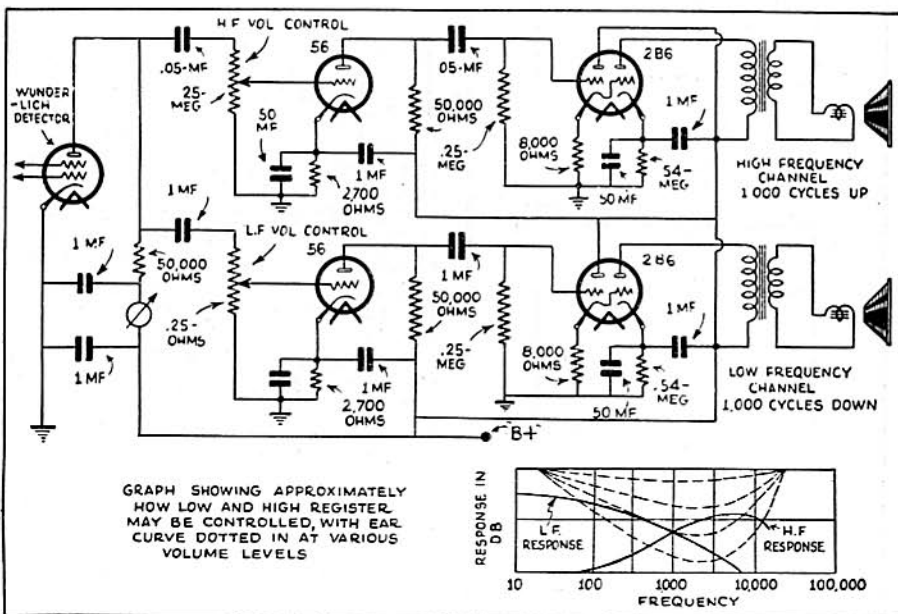 H.F VOL CONTROL
56
2B6
WUNDER
-LICH
DETECTOR
.05-MF
.25-
MEG
50
MF
1 MF
2,700
OHMS
05-MF
50,000
OHMS
.25-
MEG
8,000
OHMS
50 MF
.54-
MEG
1 MF
HIGH FREQUENCY
CHANNEL
1 000 CYCLES UP
1 MF
L.F VOL CONTROL
56
2B6
1 MF
50,000
OHMS
1 MF
.25-
OHMS
1 MF
2,700
OHMS
1 MF
50,000
OHMS
.25-
MEG
8,000
OHMS
50 MF
.54-
MEG
1 MF
LOW FREQUENCY
CHANNEL
1,000 CYCLES DOWN
"B+"
GRAPH SHOWING APPROXIMATELY
HOW LOW AND HIGH REGISTER
MAY BE CONTROLLED, WITH EAR
CURVE DOTTED IN AT VARIOUS
VOLUME LEVELS
RESPONSE IN
DB
L.F.
RESPONSE
H.F
RESPONSE
10 100 1000 10,000 100,000
FREQUENCY